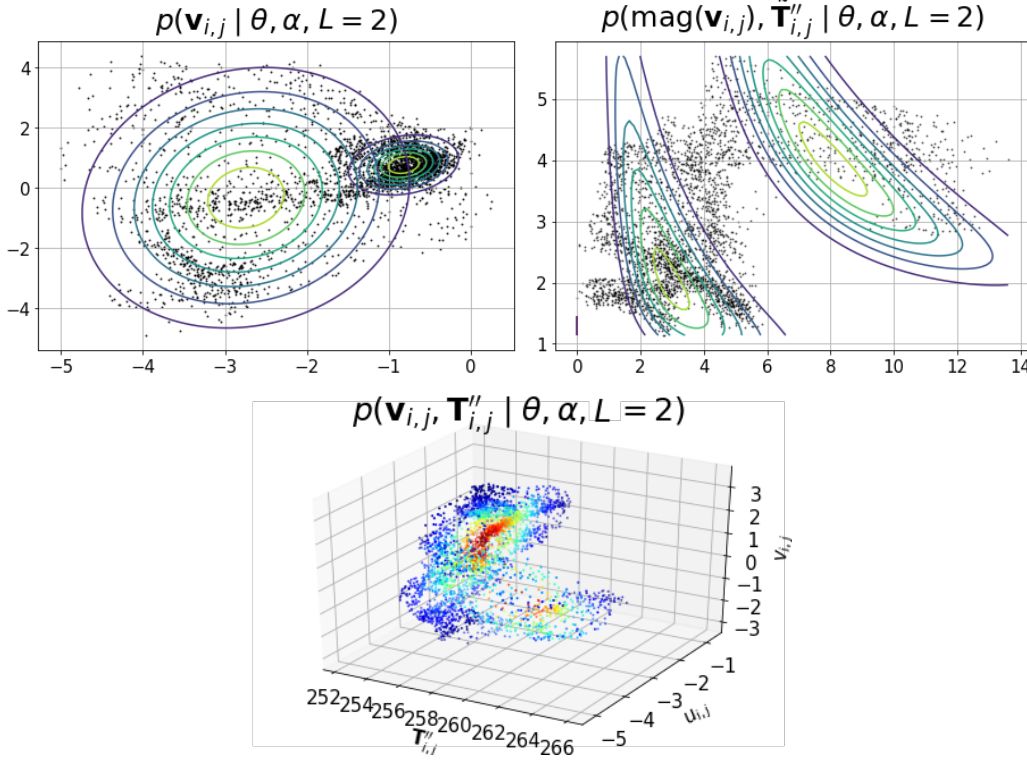 p(v_{i,j} | θ, α, L = 2)
p(mag(v_{i,j}), T̃''_{i,j} | θ, α, L = 2)
4
2
0
−2
−4
−5 −4 −3 −2 −1 0
5
4
3
2
1
0 2 4 6 8 10 12 14
p(v_{i,j}, T''_{i,j} | θ, α, L = 2)
3
2
1
0
−1
−2
−3
v_{i,j}
−1
−2
−3
−4
−5
u_{i,j}
252 254 256 258 260 262 264 266
T''_{i,j}